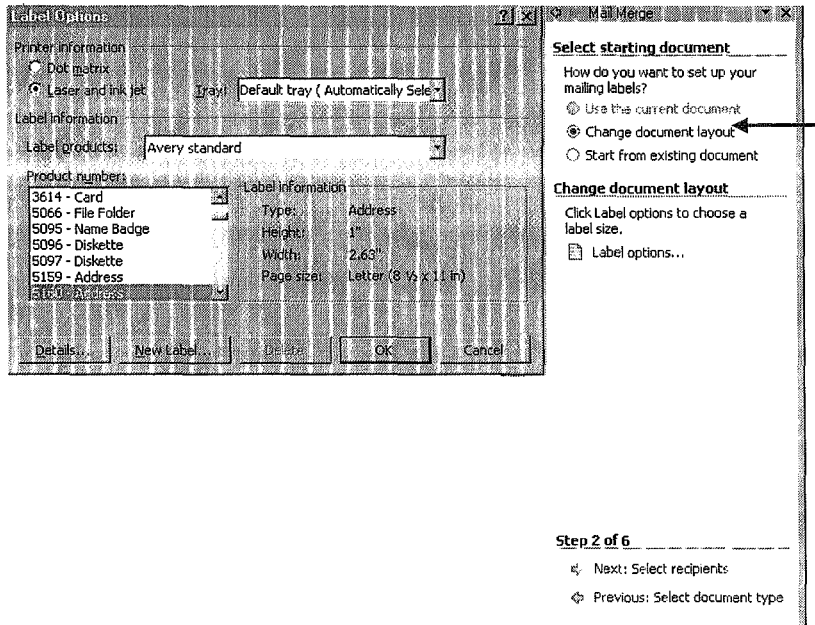 Label Options
Printer information
Dot matrix
Laser and ink jet
Tray: Default tray ( Automatically Sele
Label information
Label products: Avery standard
Product number:
3614 - Card
5066 - File Folder
5095 - Name Badge
5096 - Diskette
5097 - Diskette
5159 - Address
5160 - Address
Label information
Type: Address
Height: 1"
Width: 2.63"
Page size: Letter (8 ½ x 11 in)
Details...
New Label...
Delete
OK
Cancel
Mail Merge
Select starting document
How do you want to set up your
mailing labels?
Use the current document
Change document layout
Start from existing document
Change document layout
Click Label options to choose a
label size.
Label options...
Step 2 of 6
Next: Select recipients
Previous: Select document type